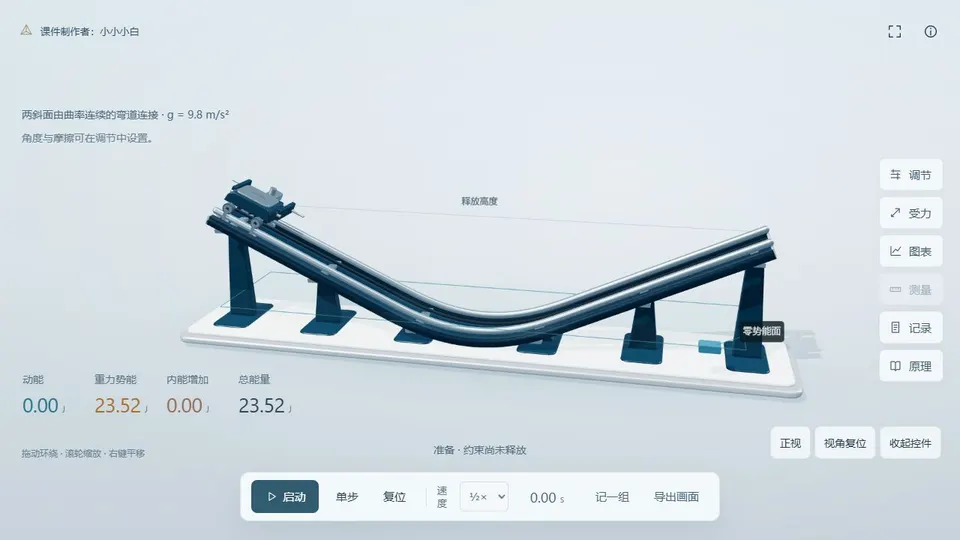 课件制作者：小小小白
两斜面由曲率连续的弯道连接 · g = 9.8 m/s²
角度与摩擦可在调节中设置。
释放高度
调节
受力
图表
测量
记录
原理
零势能面
动能 重力势能 内能增加 总能量
0.00 J 23.52 J 0.00 J 23.52 J
拖动环绕 · 滚轮缩放 · 右键平移
准备 · 约束尚未释放
正视 视角复位 收起控件
启动 单步 复位 速度 ½× 0.00 s 记一组 导出画面